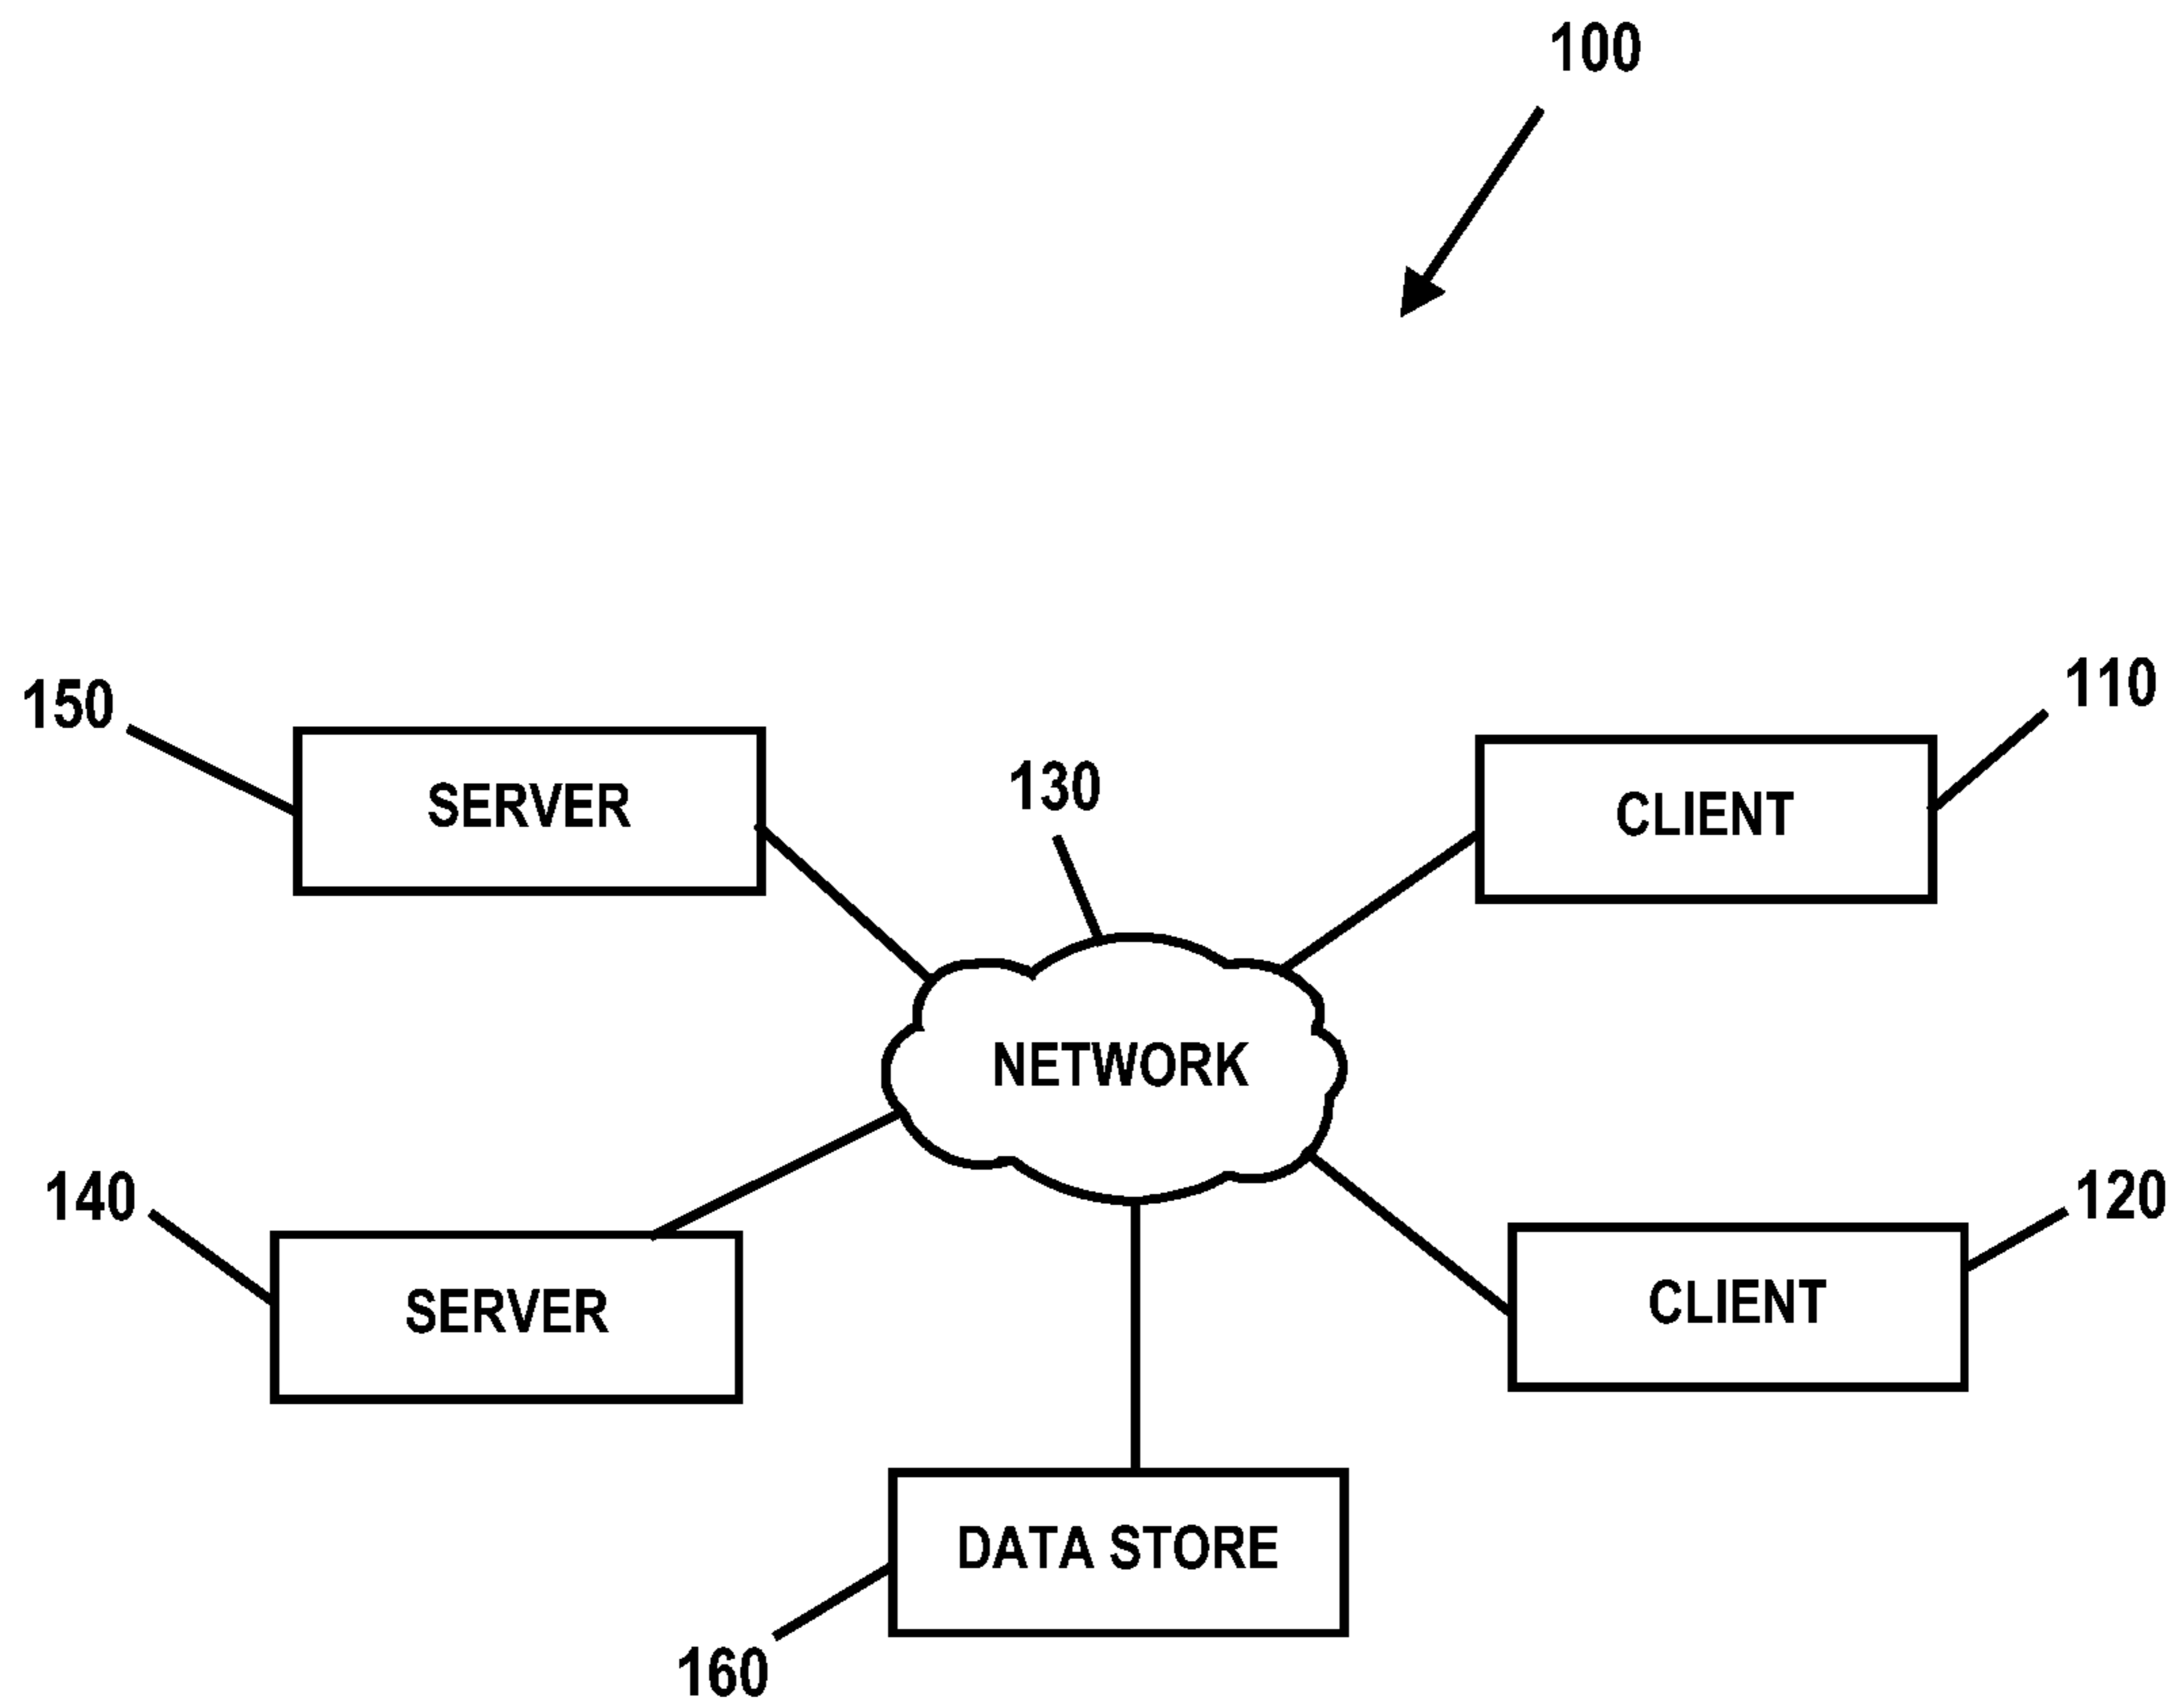 100
150
110
SERVER
130
CLIENT
NETWORK
140
120
SERVER
CLIENT
DATA STORE
160